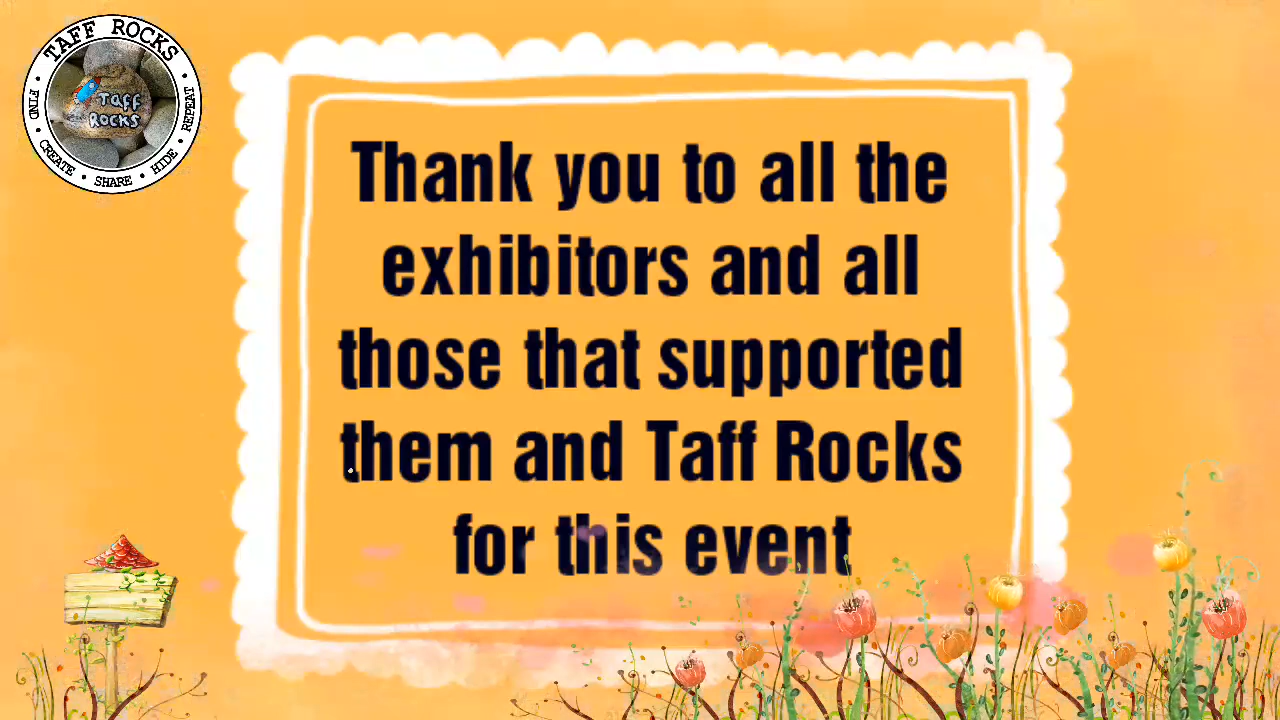 TAFF ROCKS
Taff
ROCKS
• FIND • CREATE • SHARE • HIDE • REPEAT •
Thank you to all the
exhibitors and all
those that supported
them and Taff Rocks
for this event